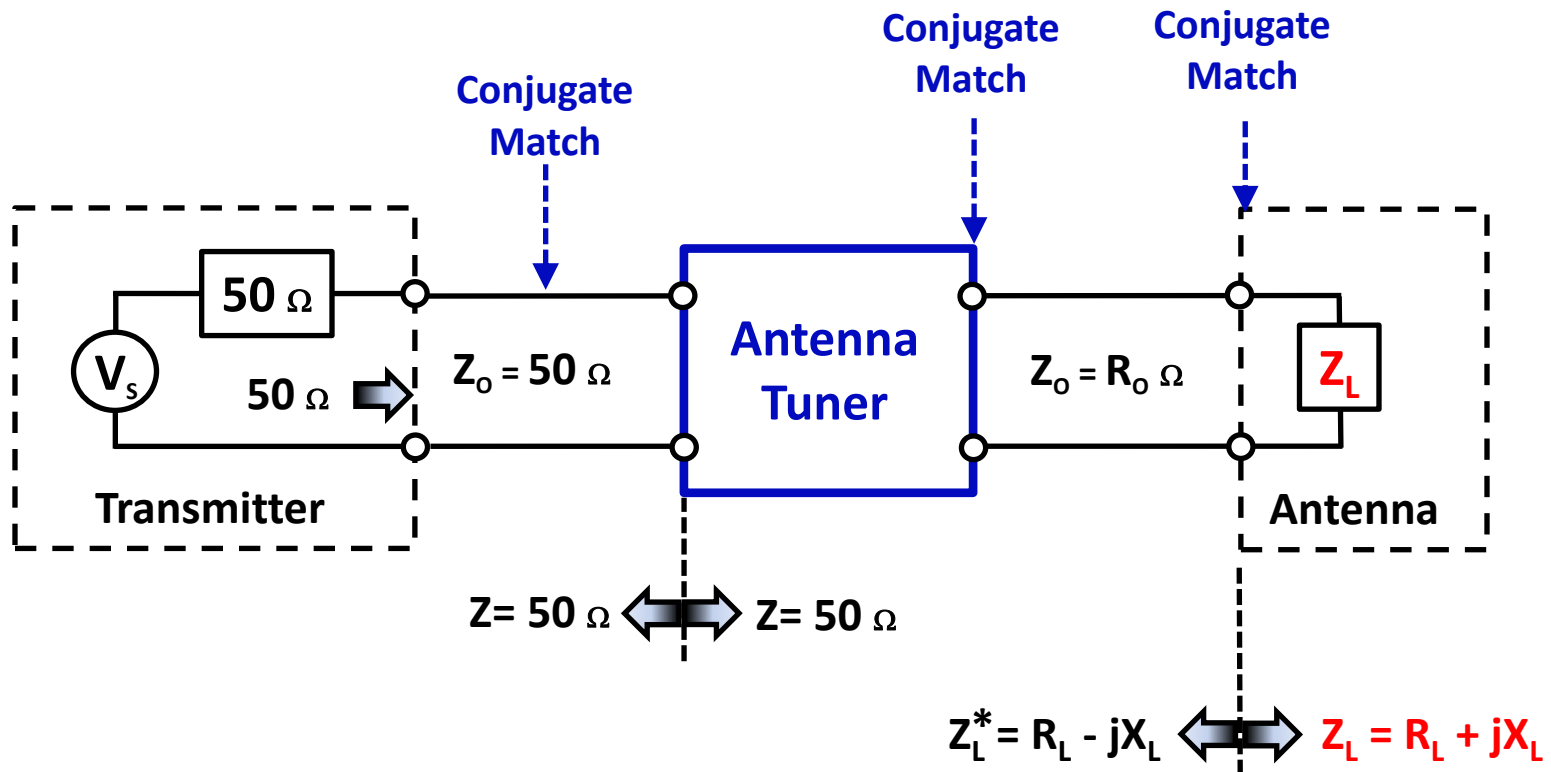 Conjugate
Match
Conjugate
Match
Conjugate
Match
50 Ω
Vs
50 Ω
Zo = 50 Ω
Antenna
Tuner
Zo = Ro Ω
ZL
Transmitter
Antenna
Z= 50 Ω
Z= 50 Ω
ZL* = RL - jXL
ZL = RL + jXL